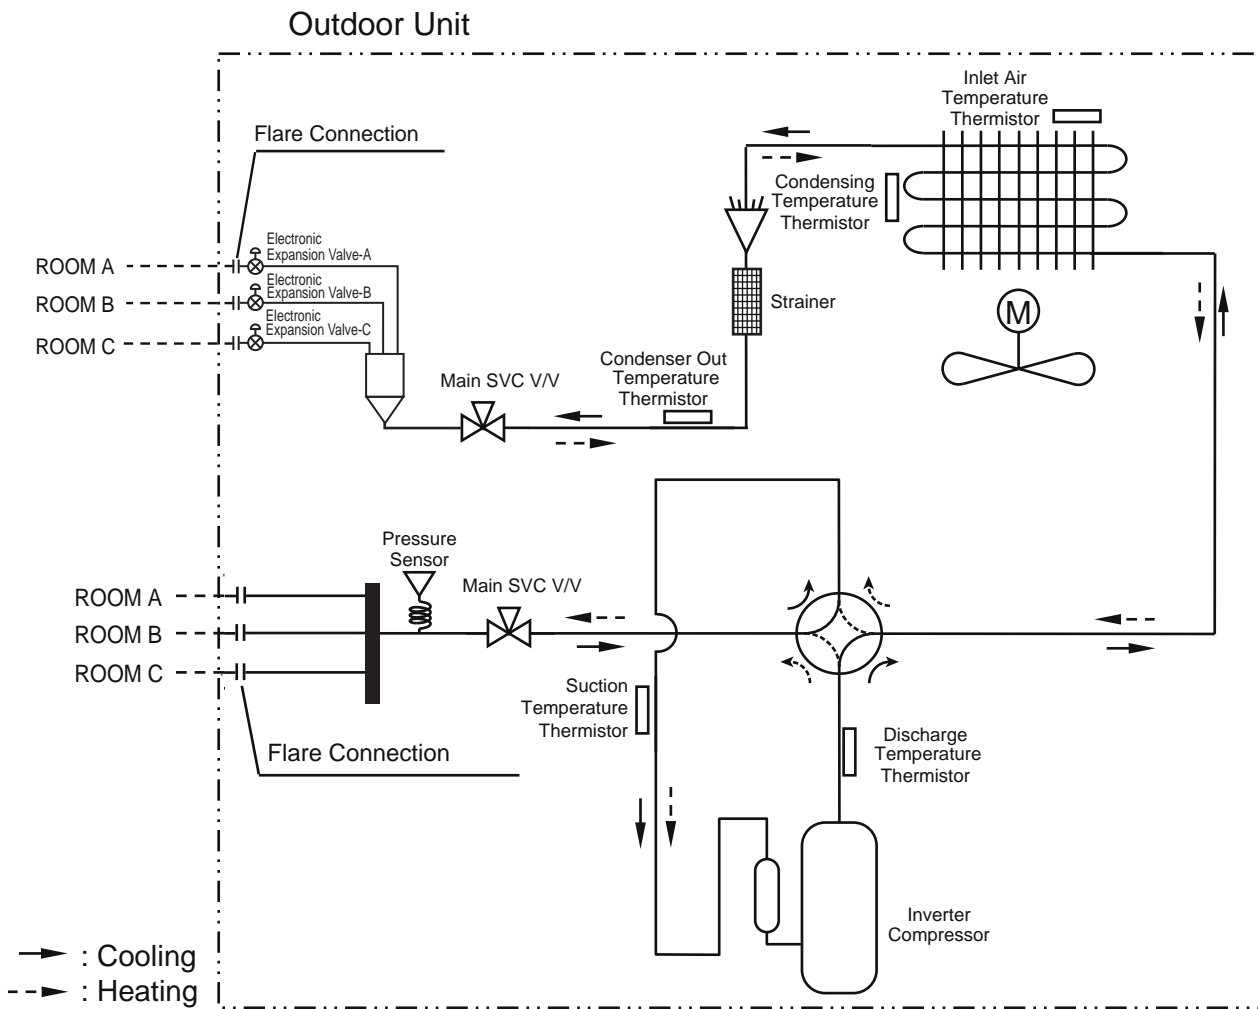 Outdoor Unit
Inlet Air
Temperature
Thermistor
Flare Connection
Condensing
Temperature
Thermistor
Electronic
Expansion Valve-A
ROOM A
Electronic
Expansion Valve-B
ROOM B
Electronic
Expansion Valve-C
ROOM C
Strainer
M
Condenser Out
Temperature
Thermistor
Main SVC V/V
Pressure
Sensor
Main SVC V/V
ROOM A
ROOM B
ROOM C
Suction
Temperature
Thermistor
Flare Connection
Discharge
Temperature
Thermistor
Inverter
Compressor
: Cooling
: Heating